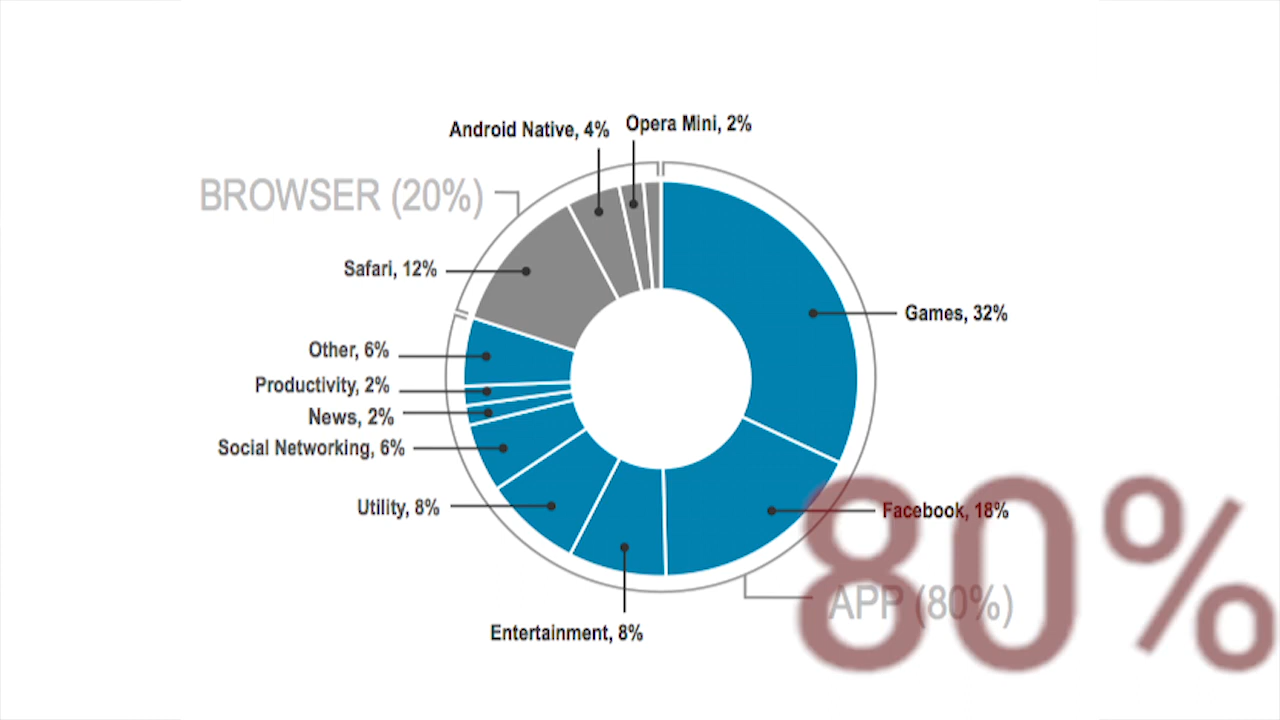 Android Native, 4%
Opera Mini, 2%
BROWSER (20%)
Safari, 12%
Games, 32%
Other, 6%
Productivity, 2%
News, 2%
Social Networking, 6%
Utility, 8%
Facebook, 18%
80%
APP (80%)
Entertainment, 8%